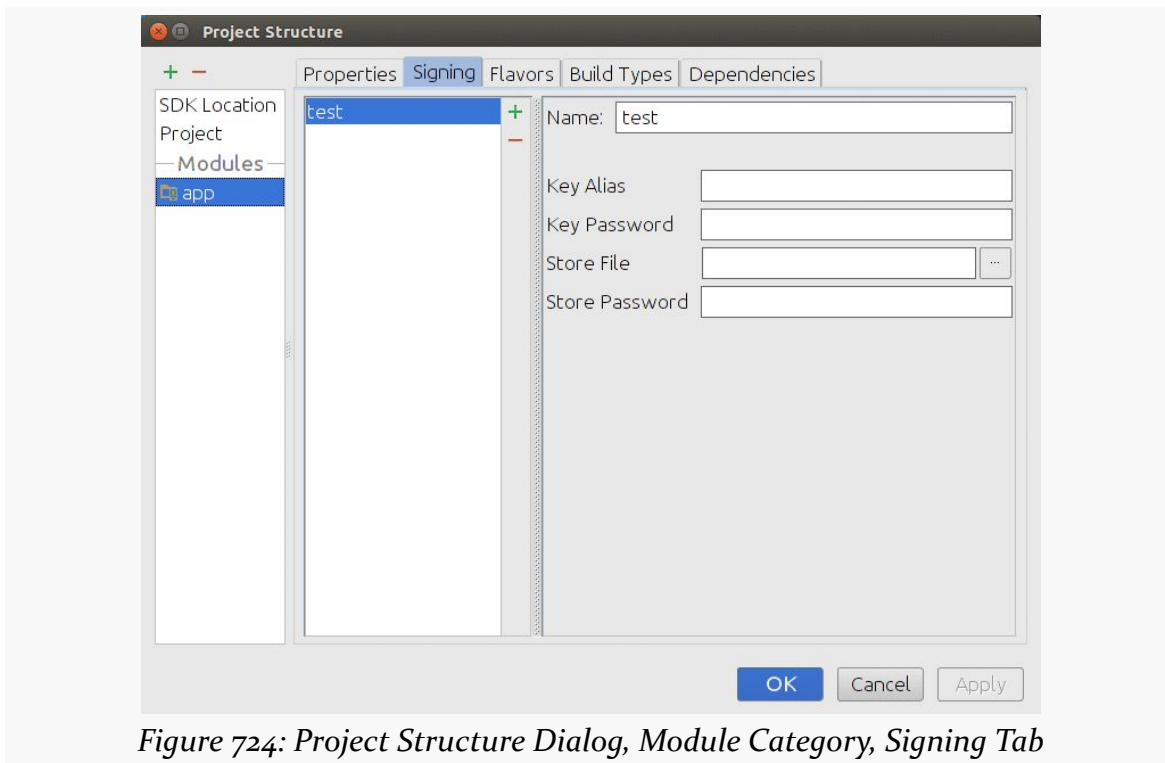 Project Structure
Properties Signing Flavors Build Types Dependencies
SDK Location
Project
Modules
app
test
Name: test
Key Alias
Key Password
Store File ...
Store Password
OK Cancel Apply
Figure 724: Project Structure Dialog, Module Category, Signing Tab